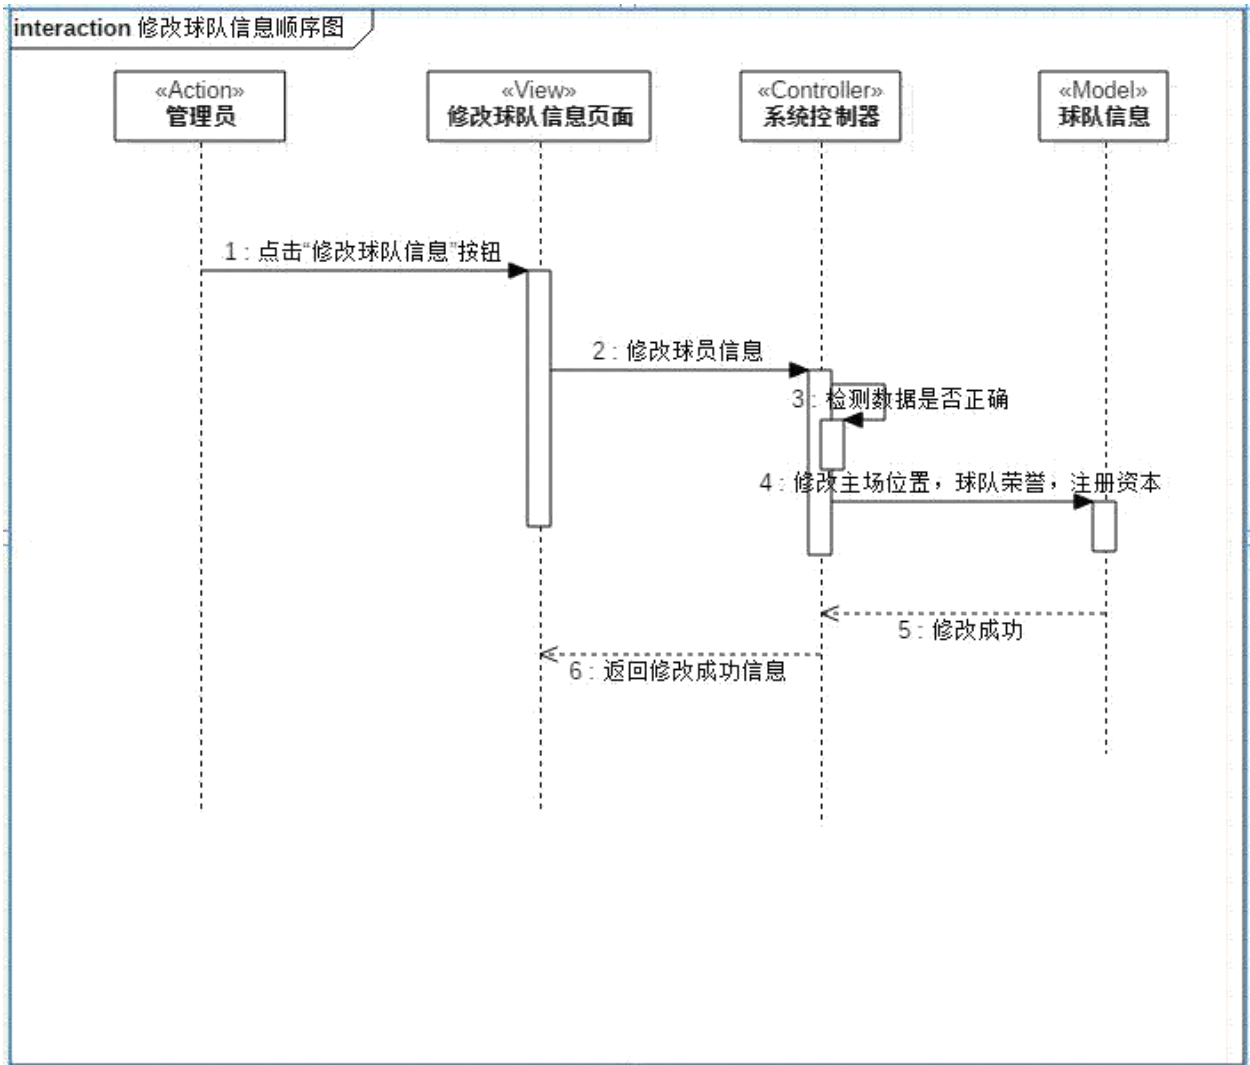 interaction 修改球队信息顺序图
«Action»
管理员
«View»
修改球队信息页面
«Controller»
系统控制器
«Model»
球队信息
1 : 点击“修改球队信息”按钮
2 : 修改球员信息
3 : 检测数据是否正确
4 : 修改主场位置，球队荣誉，注册资本
5 : 修改成功
6 : 返回修改成功信息